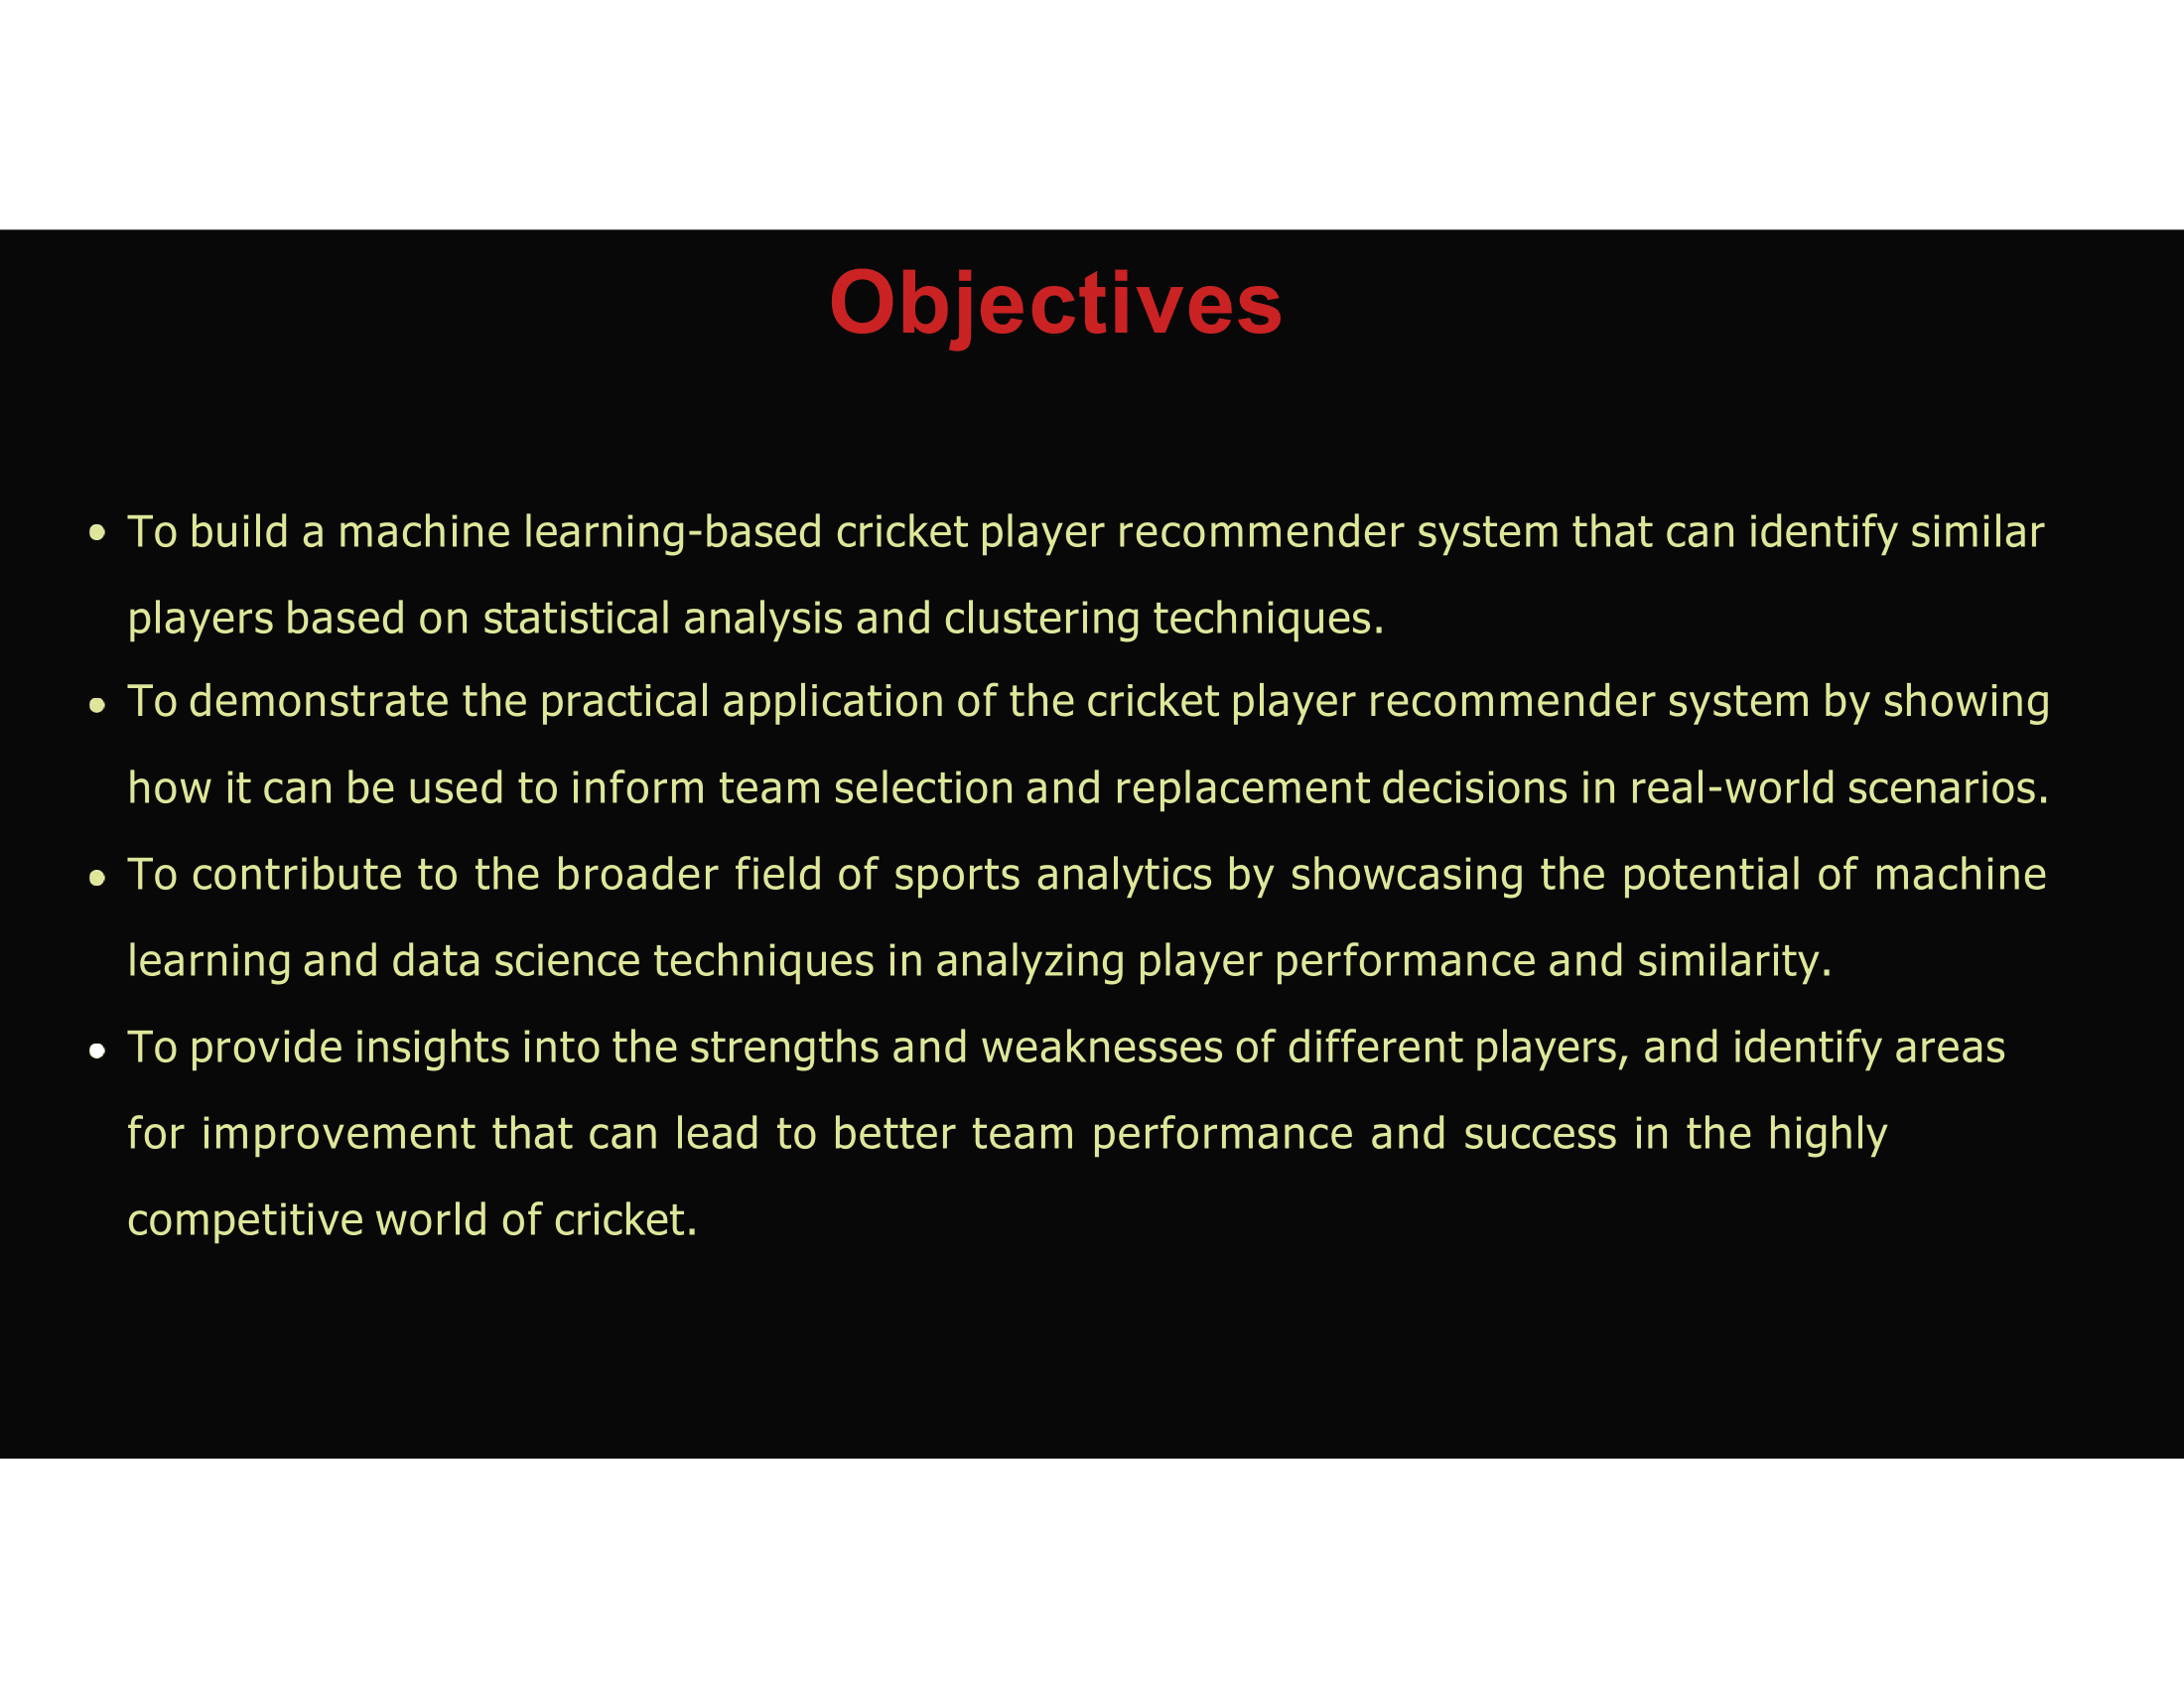 Objectives
• To build a machine learning-based cricket player recommender system that can identify similar
players based on statistical analysis and clustering techniques.
• To demonstrate the practical application of the cricket player recommender system by showing
how it can be used to inform team selection and replacement decisions in real-world scenarios.
• To contribute to the broader field of sports analytics by showcasing the potential of machine
learning and data science techniques in analyzing player performance and similarity.
• To provide insights into the strengths and weaknesses of different players, and identify areas
for improvement that can lead to better team performance and success in the highly
competitive world of cricket.